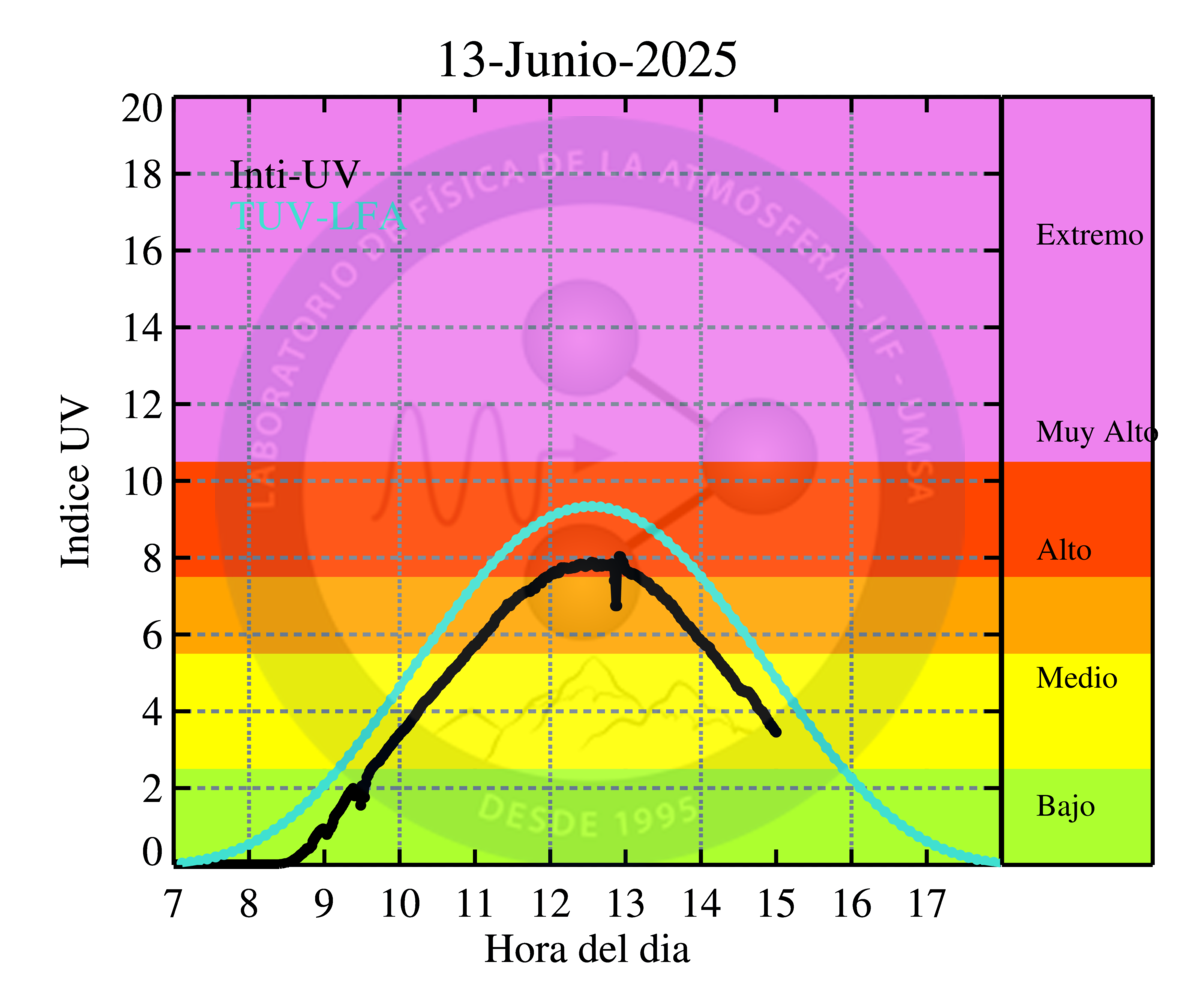 13-Junio-2025
20
18
16
14
12
10
8
6
4
2
0
Indice UV
Inti-UV
TUV-LFA
LABORATORIO DE FÍSICA DE LA ATMÓSFERA - IIF - UMSA
DESDE 1995
Extremo
Muy Alto
Alto
Medio
Bajo
7 8 9 10 11 12 13 14 15 16 17
Hora del dia